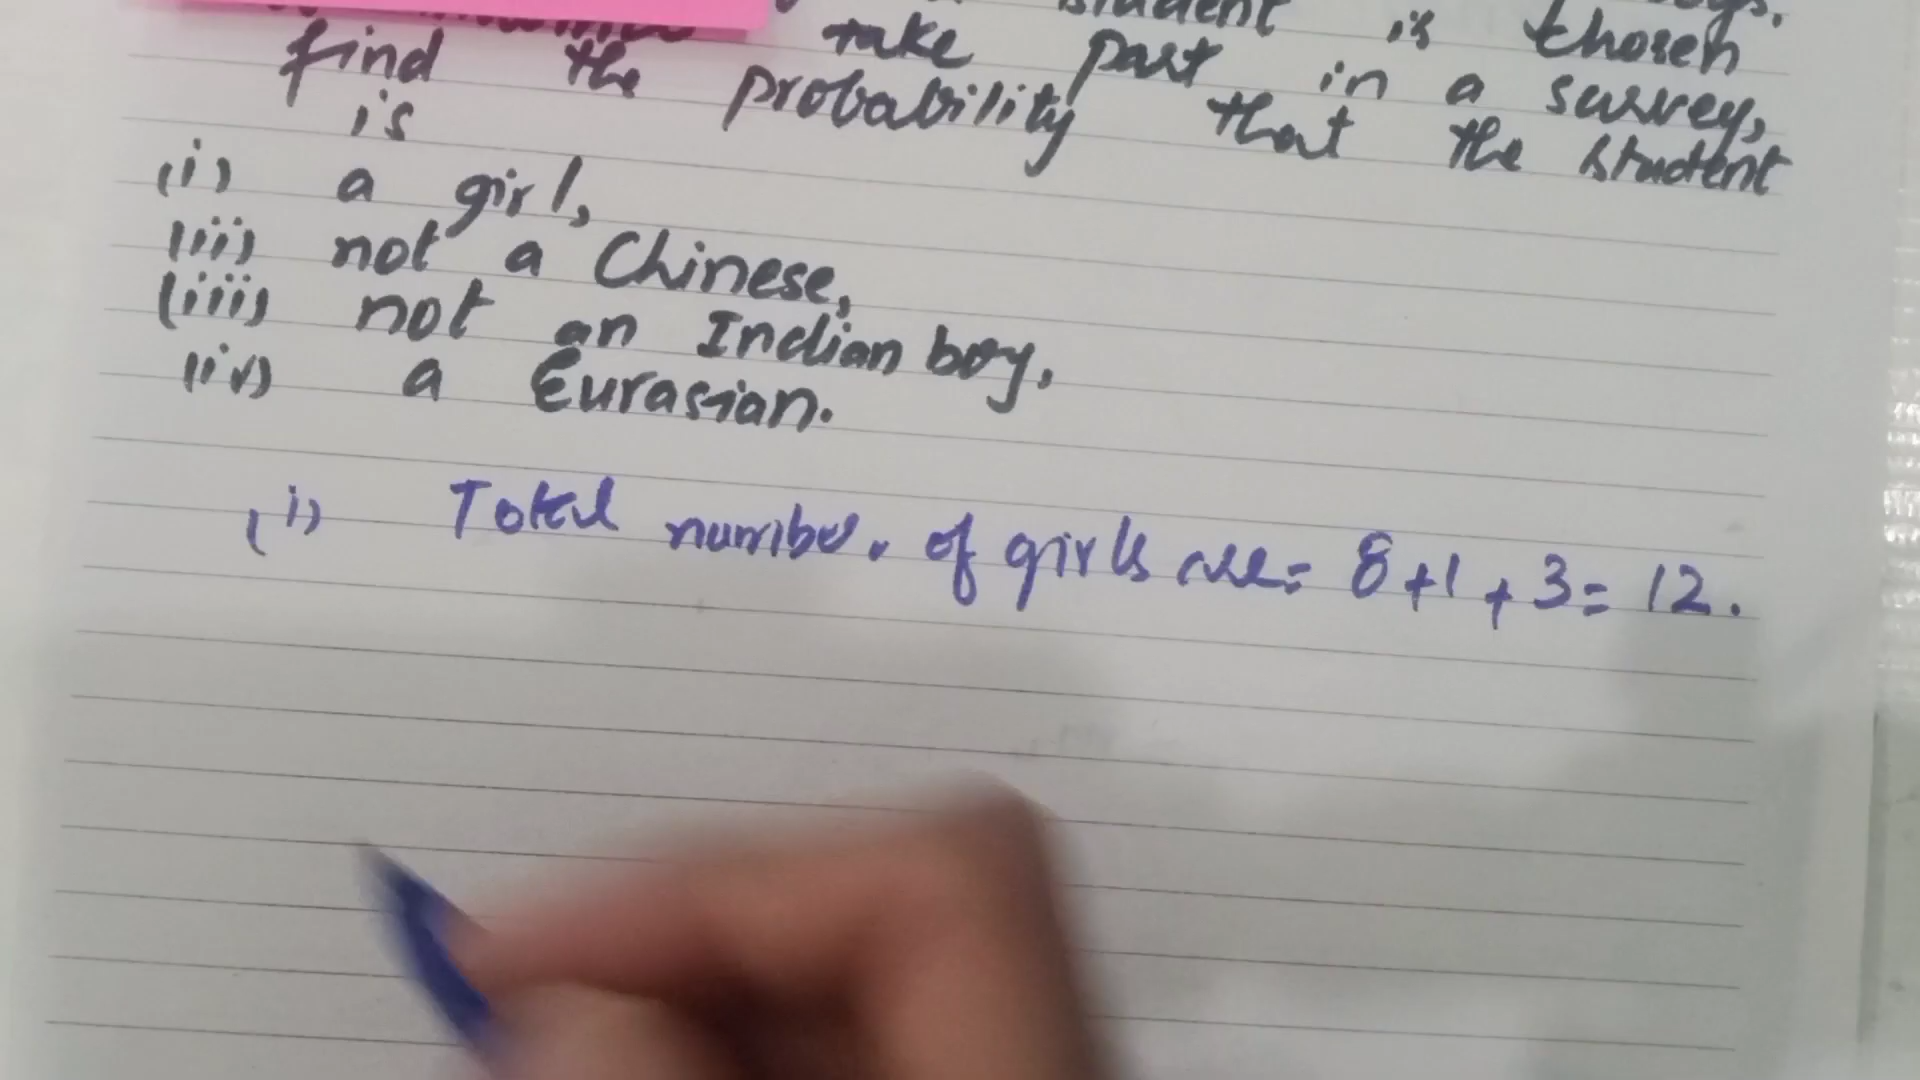 student is chosen
take part in a survey,
find the probability that the student
is
(i) a girl,
(ii) not a Chinese,
(iii) not an Indian boy,
(iv) a Eurasian.
(i) Total number. of girls are = 8+1+3= 12.